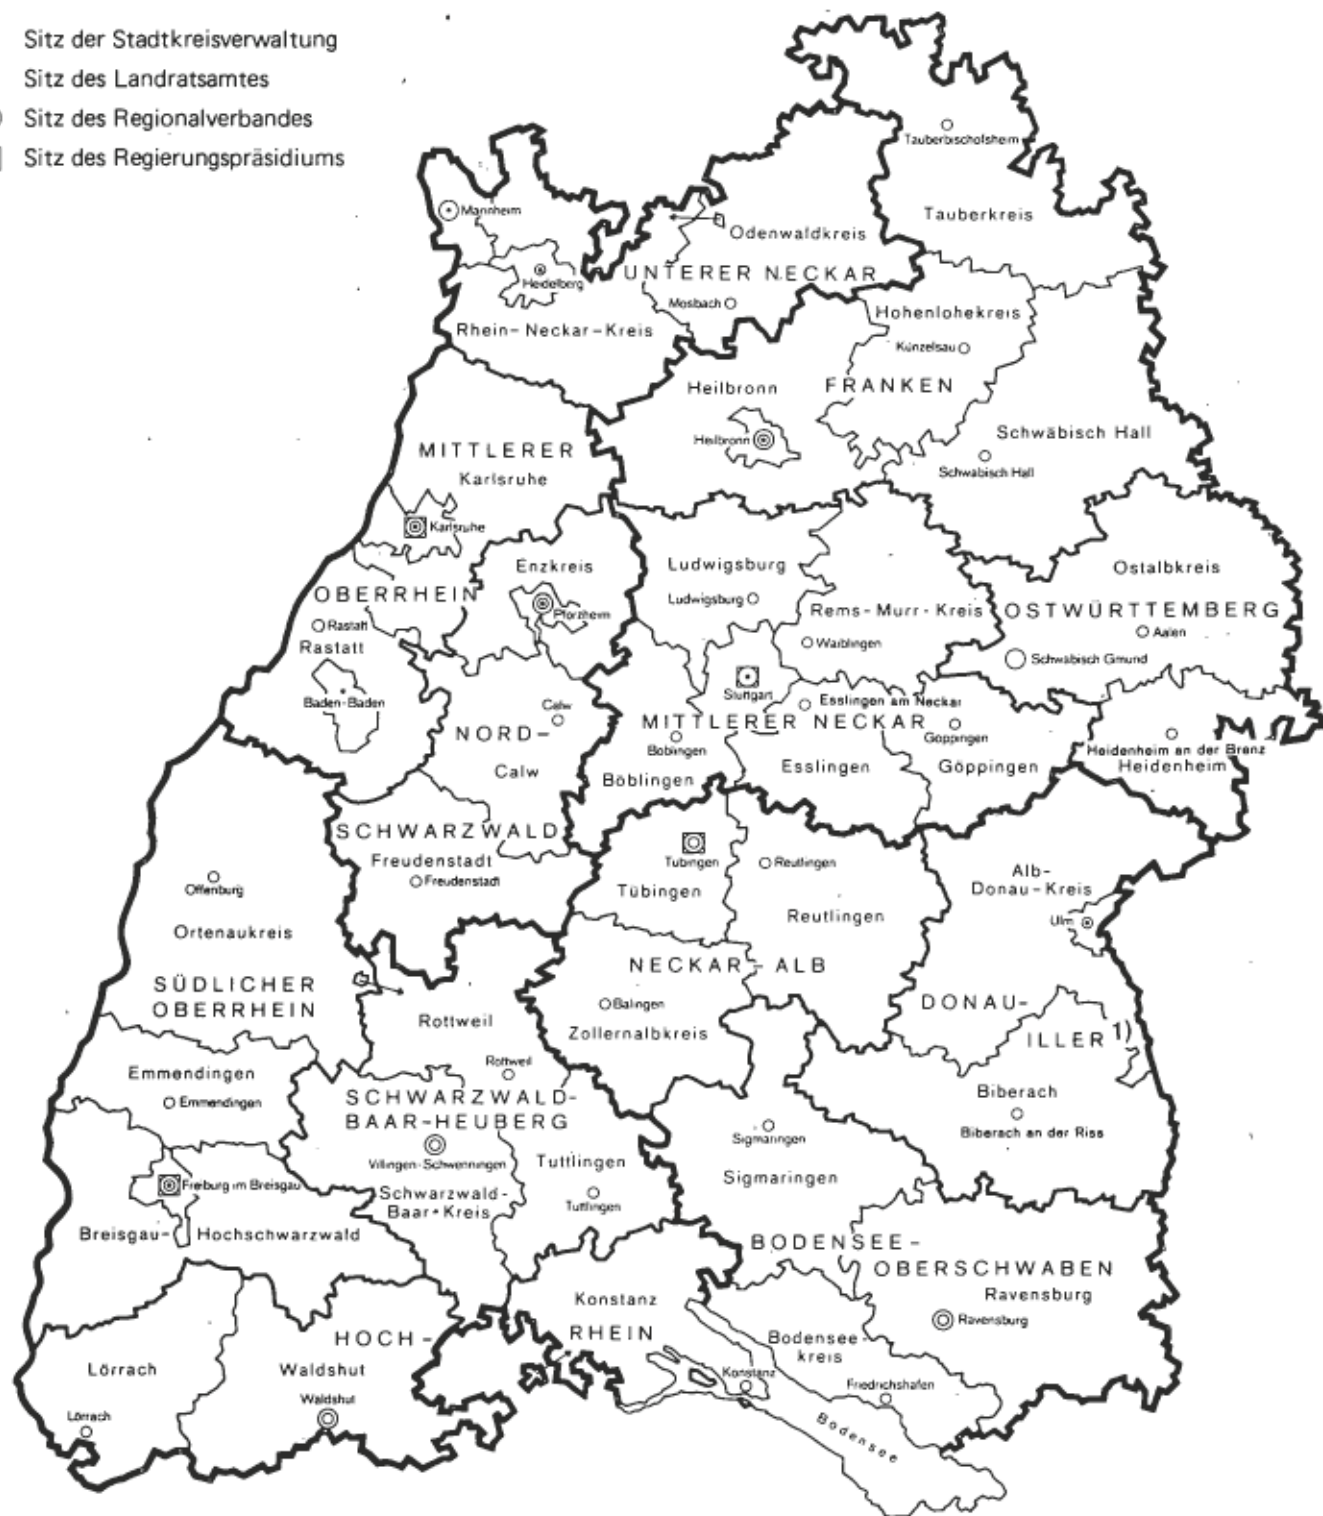 Sitz der Stadtkreisverwaltung
Sitz des Landratsamtes
Sitz des Regionalverbandes
Sitz des Regierungspräsidiums
Tauberbischofsheim
Tauberkreis
Mannheim
Odenwaldkreis
Heidelberg
UNTERER NECKAR
Mosbach
Rhein-Neckar-Kreis
Hohenlohekreis
Künzelsau
Heilbronn
FRANKEN
Heilbronn
Schwäbisch Hall
Schwäbisch Hall
MITTLERER
Karlsruhe
Karlsruhe
Enzkreis
Pforzheim
OBERRHEIN
Rastatt
Rastatt
Baden-Baden
Ludwigsburg
Ludwigsburg
Rems-Murr-Kreis
Waiblingen
Ostalbkreis
OSTWÜRTTEMBERG
Aalen
Schwäbisch Gmünd
Stuttgart
Esslingen am Neckar
MITTLERER NECKAR
Böblingen
Göppingen
Böblingen
Esslingen
Göppingen
Heidenheim an der Brenz
Heidenheim
Calw
NORD-
Calw
SCHWARZWALD
Freudenstadt
Freudenstadt
Tübingen
Tübingen
Reutlingen
Reutlingen
Alb-
Donau-Kreis
Ulm
Offenburg
Ortenaukreis
SÜDLICHER
OBERRHEIN
NECKAR-ALB
Balingen
Zollernalbkreis
DONAU-
ILLER 1)
Rottweil
Rottweil
Emmendingen
Emmendingen
SCHWARZWALD-
BAAR-HEUBERG
Villingen-Schwenningen
Schwarzwald-
Baar-Kreis
Tuttlingen
Tuttlingen
Biberach
Biberach an der Riss
Sigmaringen
Sigmaringen
Freiburg im Breisgau
Breisgau-Hochschwarzwald
BODENSEE-
OBERSCHWABEN
Ravensburg
Ravensburg
Konstanz
HOCH-
RHEIN
Lörrach
Lörrach
Waldshut
Waldshut
Bodensee-
kreis
Konstanz
Friedrichshafen
Bodensee